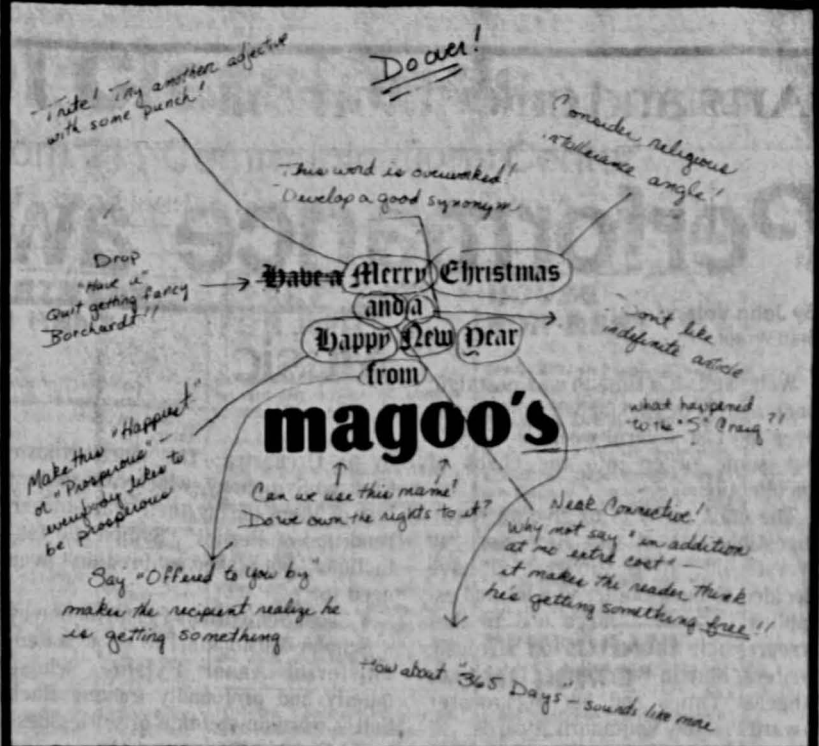 Do over!
Trite! Try another adjective
with some punch!
Consider religious
intollerance angle!
This word is overworked!
Develop a good synonym
Drop
"Have a"
Quit getting fancy
Borchardt!!
Have a Merry Christmas
and a
Happy New Year
from
magoo's
Don't like
indefinite article
what happened
to the "S" Craig?!
Make this "Happiest"
or "Prosperous" —
everybody likes to
be prosperous
Can we use this name!
Do we own the rights to it?
Weak Connective!
Why not say "in addition
at no extra cost" —
it makes the reader think
he's getting something free!!
Say "Offered to you by
makes the recipient realize he
is getting something
How about "365 Days" – sounds like more